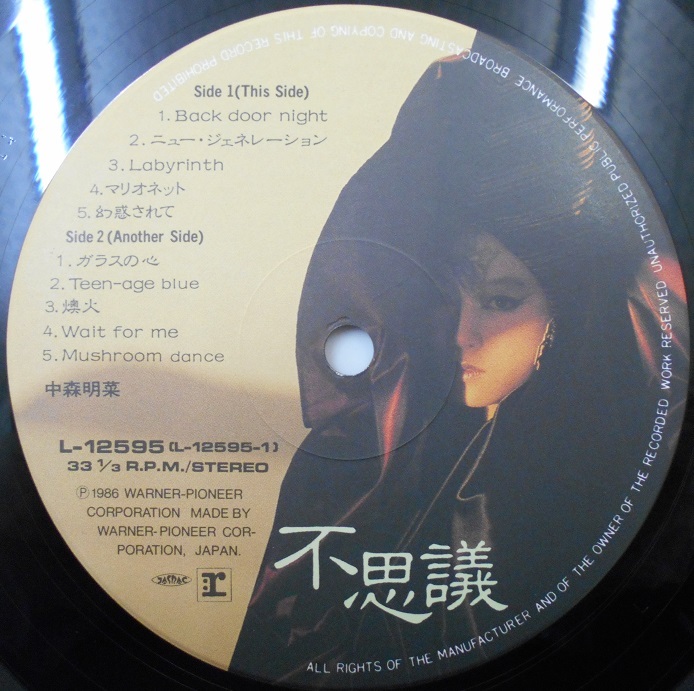 Side 1(This Side)
1. Back door night
2. ニュー・ジェネレーション
3. Labyrinth
4. マリオネット
5. 幻惑されて
Side 2(Another Side)
1. ガラスの心
2. Teen-age blue
3. 燠火
4. Wait for me
5. Mushroom dance
中森明菜
L-12595 (L-12595-1)
33 1/3 R.P.M./STEREO
Ⓟ1986 WARNER-PIONEER
CORPORATION MADE BY
WARNER-PIONEER COR-
PORATION, JAPAN.
JASRAC
r
不思議
ALL RIGHTS OF THE MANUFACTURER AND OF THE OWNER OF THE RECORDED WORK RESERVED UNAUTHORIZED PUBLIC PERFORMANCE BROADCASTING AND COPYING OF THIS RECORD PROHIBITED